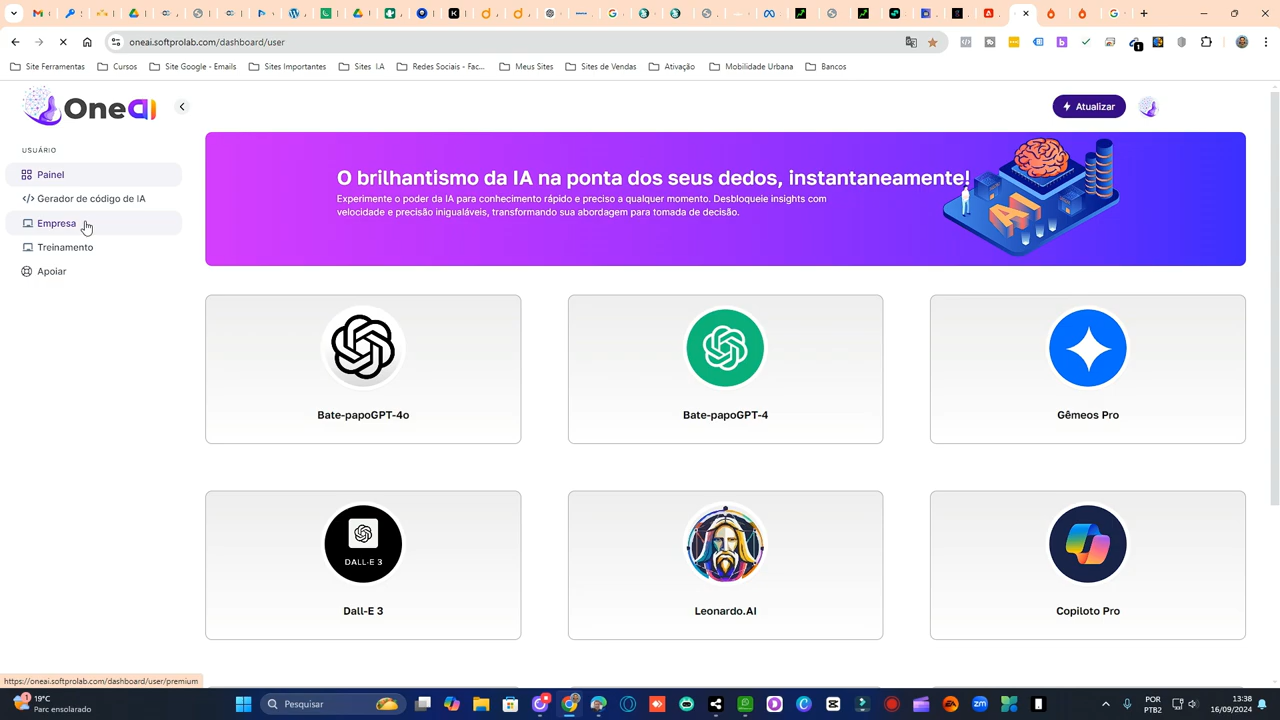 oneai.softprolab.com/dashboard/user
Site Ferramentas
Cursos
Site Google - Emails
Sites Importantes
Sites I.A
Redes Sociais - Fac...
Meus Sites
Sites de Vendas
Ativação
Mobilidade Urbana
Bancos
OneAI
Atualizar
USUÁRIO
Painel
Gerador de código de IA
Empresa
Treinamento
Apoiar
O brilhantismo da IA na ponta dos seus dedos, instantaneamente!
Experimente o poder da IA para conhecimento rápido e preciso a qualquer momento. Desbloqueie insights com
velocidade e precisão inigualáveis, transformando sua abordagem para tomada de decisão.
AI
Bate-papoGPT-4o
Bate-papoGPT-4
Gêmeos Pro
DALL·E 3
Dall-E 3
Leonardo.AI
Copiloto Pro
https://oneai.softprolab.com/dashboard/user/premium
19°C
Parc ensolarado
Pesquisar
POR
PTB2
13:38
16/09/2024